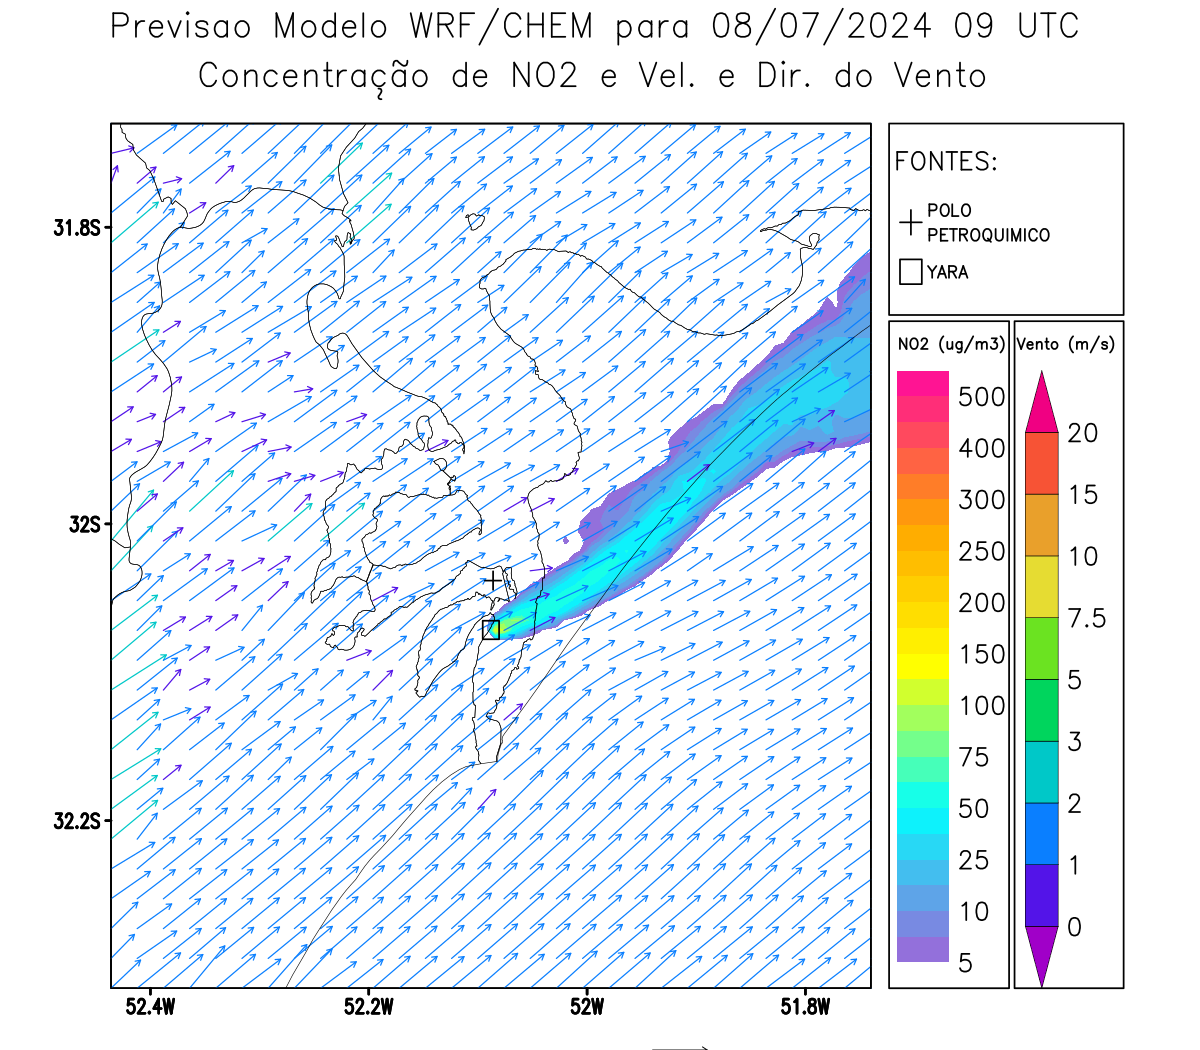 Previsao Modelo WRF/CHEM para 08/07/2024 09 UTC
Concentração de NO2 e Vel. e Dir. do Vento
FONTES:
POLO
PETROQUIMICO
YARA
NO2 (ug/m3)
500
400
300
250
200
150
100
75
50
25
10
5
Vento (m/s)
20
15
10
7.5
5
3
2
1
0
31.8S
32S
32.2S
52.4W
52.2W
52W
51.8W